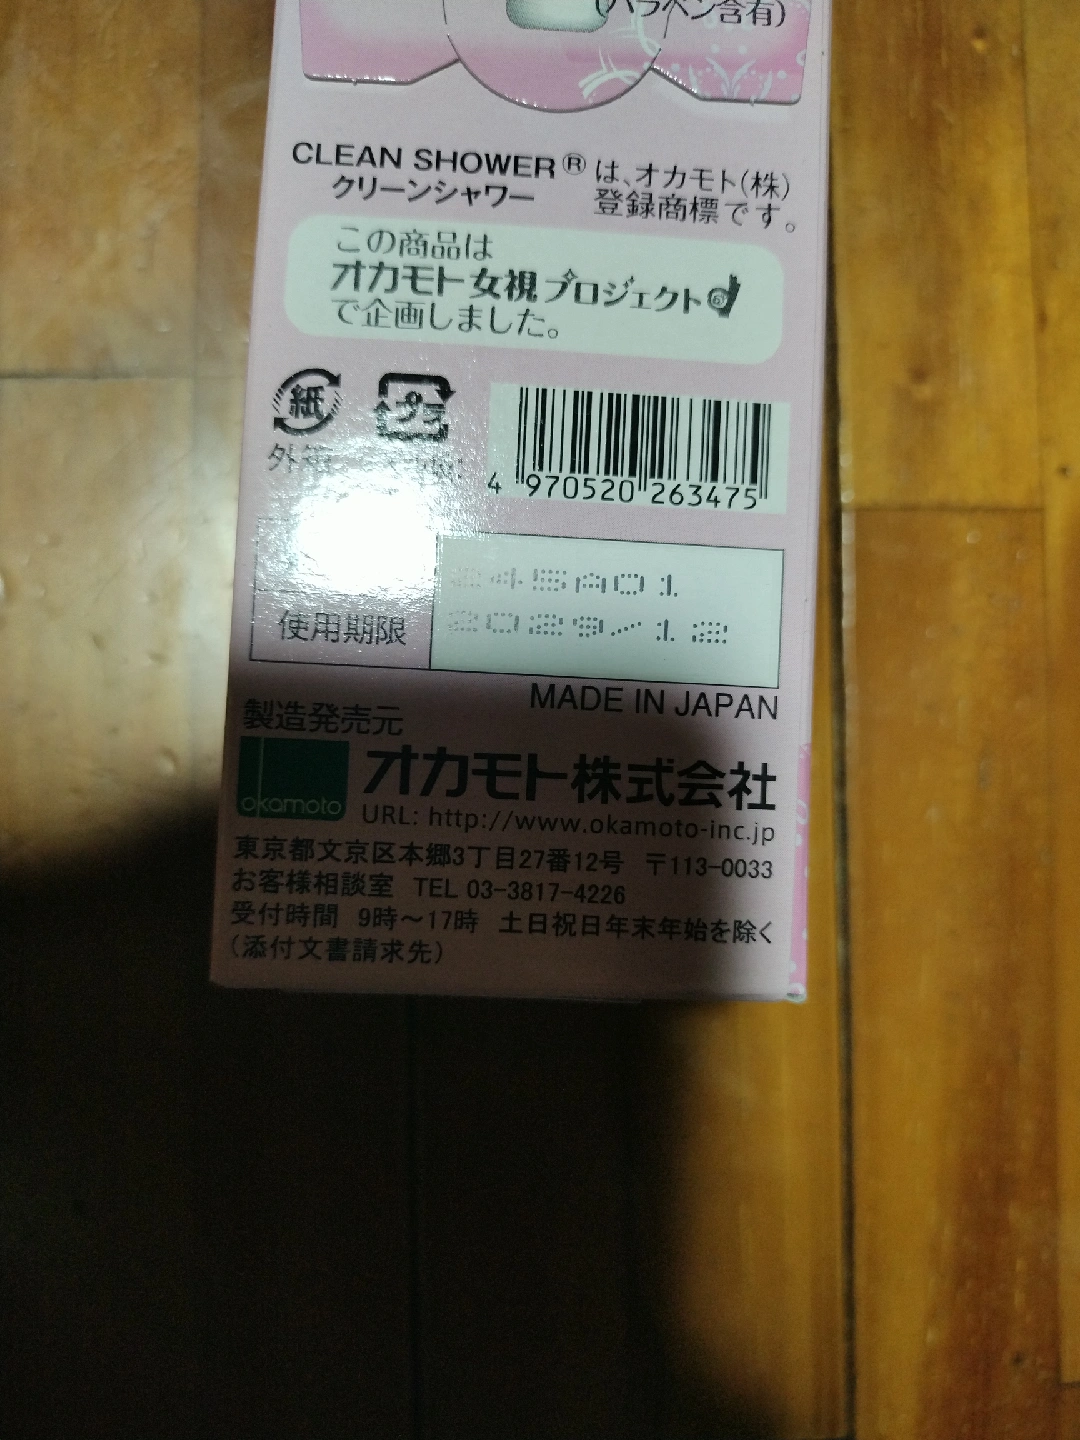 (パラベン含有)
CLEAN SHOWER® は、オカモト(株)
クリーンシャワー 登録商標です。
この商品は
オカモト女視プロジェクト
で企画しました。
紙 プラ
外箱
4 970520 263475
45A01
使用期限 2029/12
MADE IN JAPAN
製造発売元
okamoto オカモト株式会社
URL: http://www.okamoto-inc.jp
東京都文京区本郷3丁目27番12号 〒113-0033
お客様相談室 TEL 03-3817-4226
受付時間 9時～17時 土日祝日年末年始を除く
(添付文書請求先)